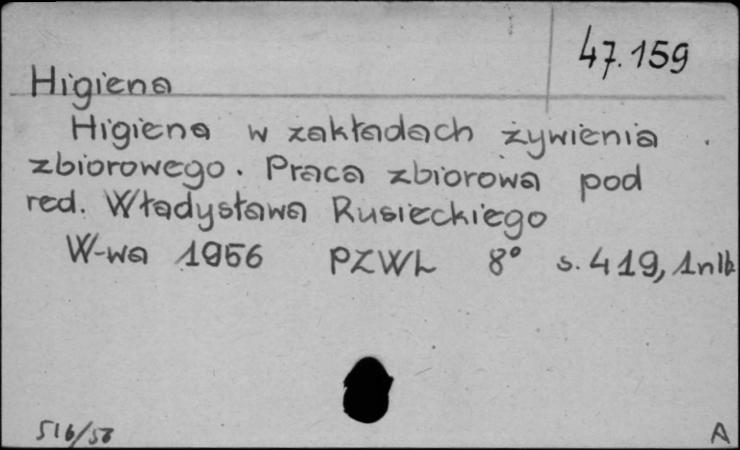 47.159
Higiena
Higiena w zakładach żywienia
zbiorowego. Praca zbiorowa pod
red. Władysława Rusieckiego
W-wa 1956 PZWL 8° s. 419, 1nlb
516/56
A